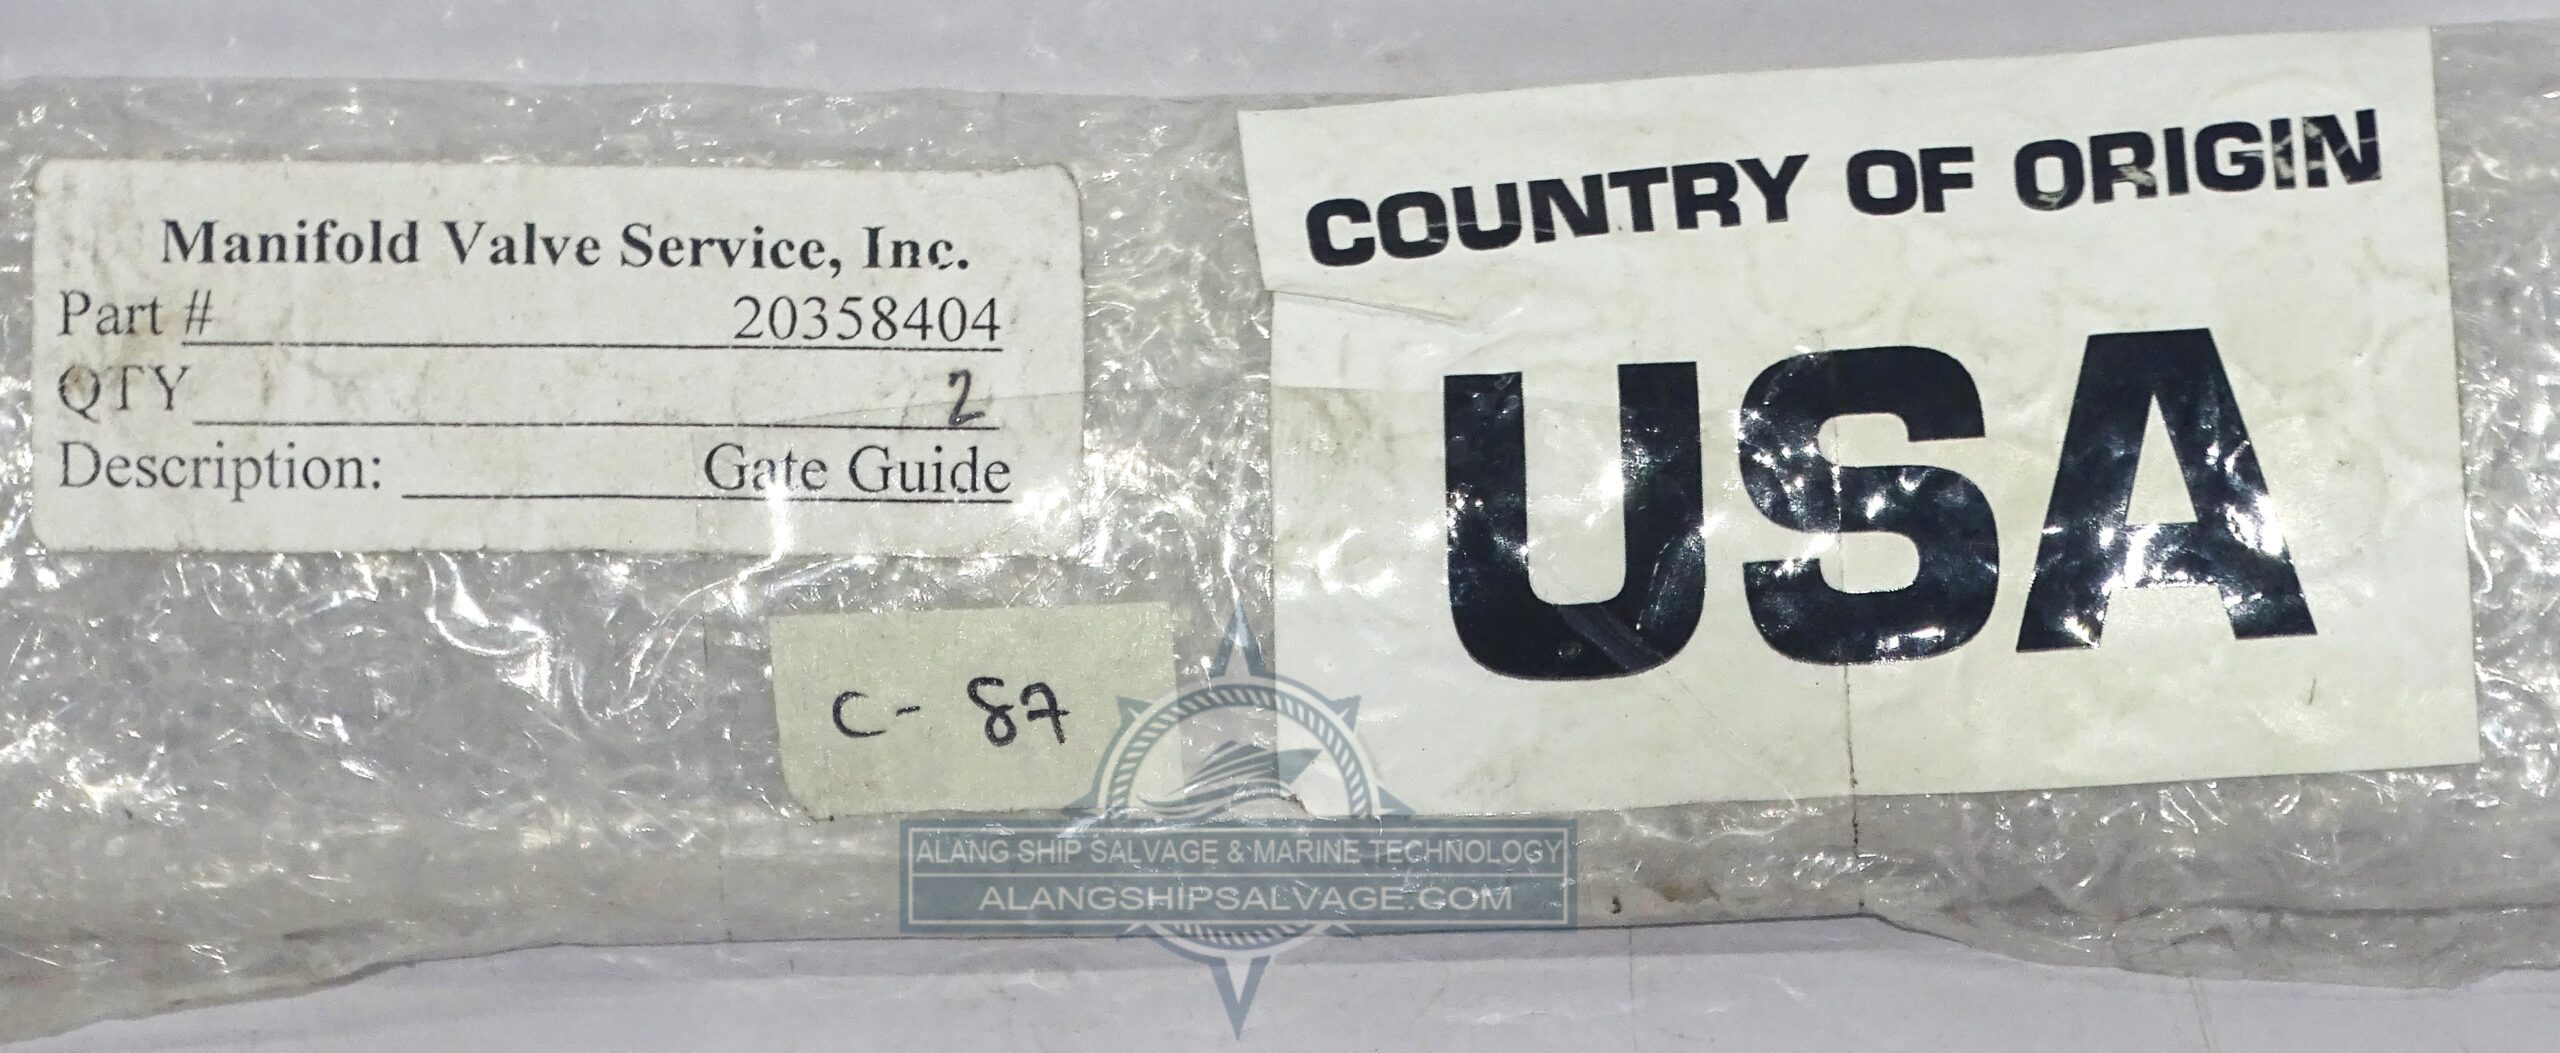 Manifold Valve Service, Inc.
Part # 20358404
QTY 2
Description: Gate Guide
COUNTRY OF ORIGIN
USA
C- 87
ALANG SHIP SALVAGE & MARINE TECHNOLOGY
ALANGSHIPSALVAGE.COM